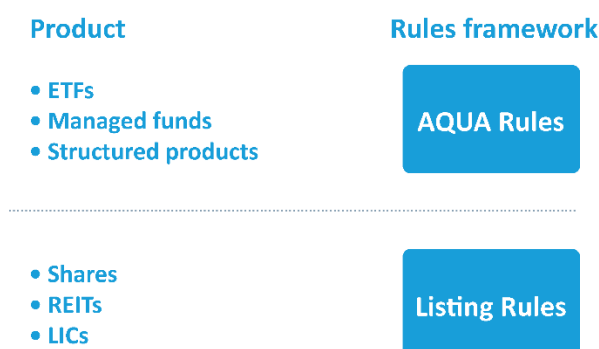 Product Rules framework
• ETFs
• Managed funds
• Structured products
AQUA Rules
• Shares
• REITs
• LICs
Listing Rules